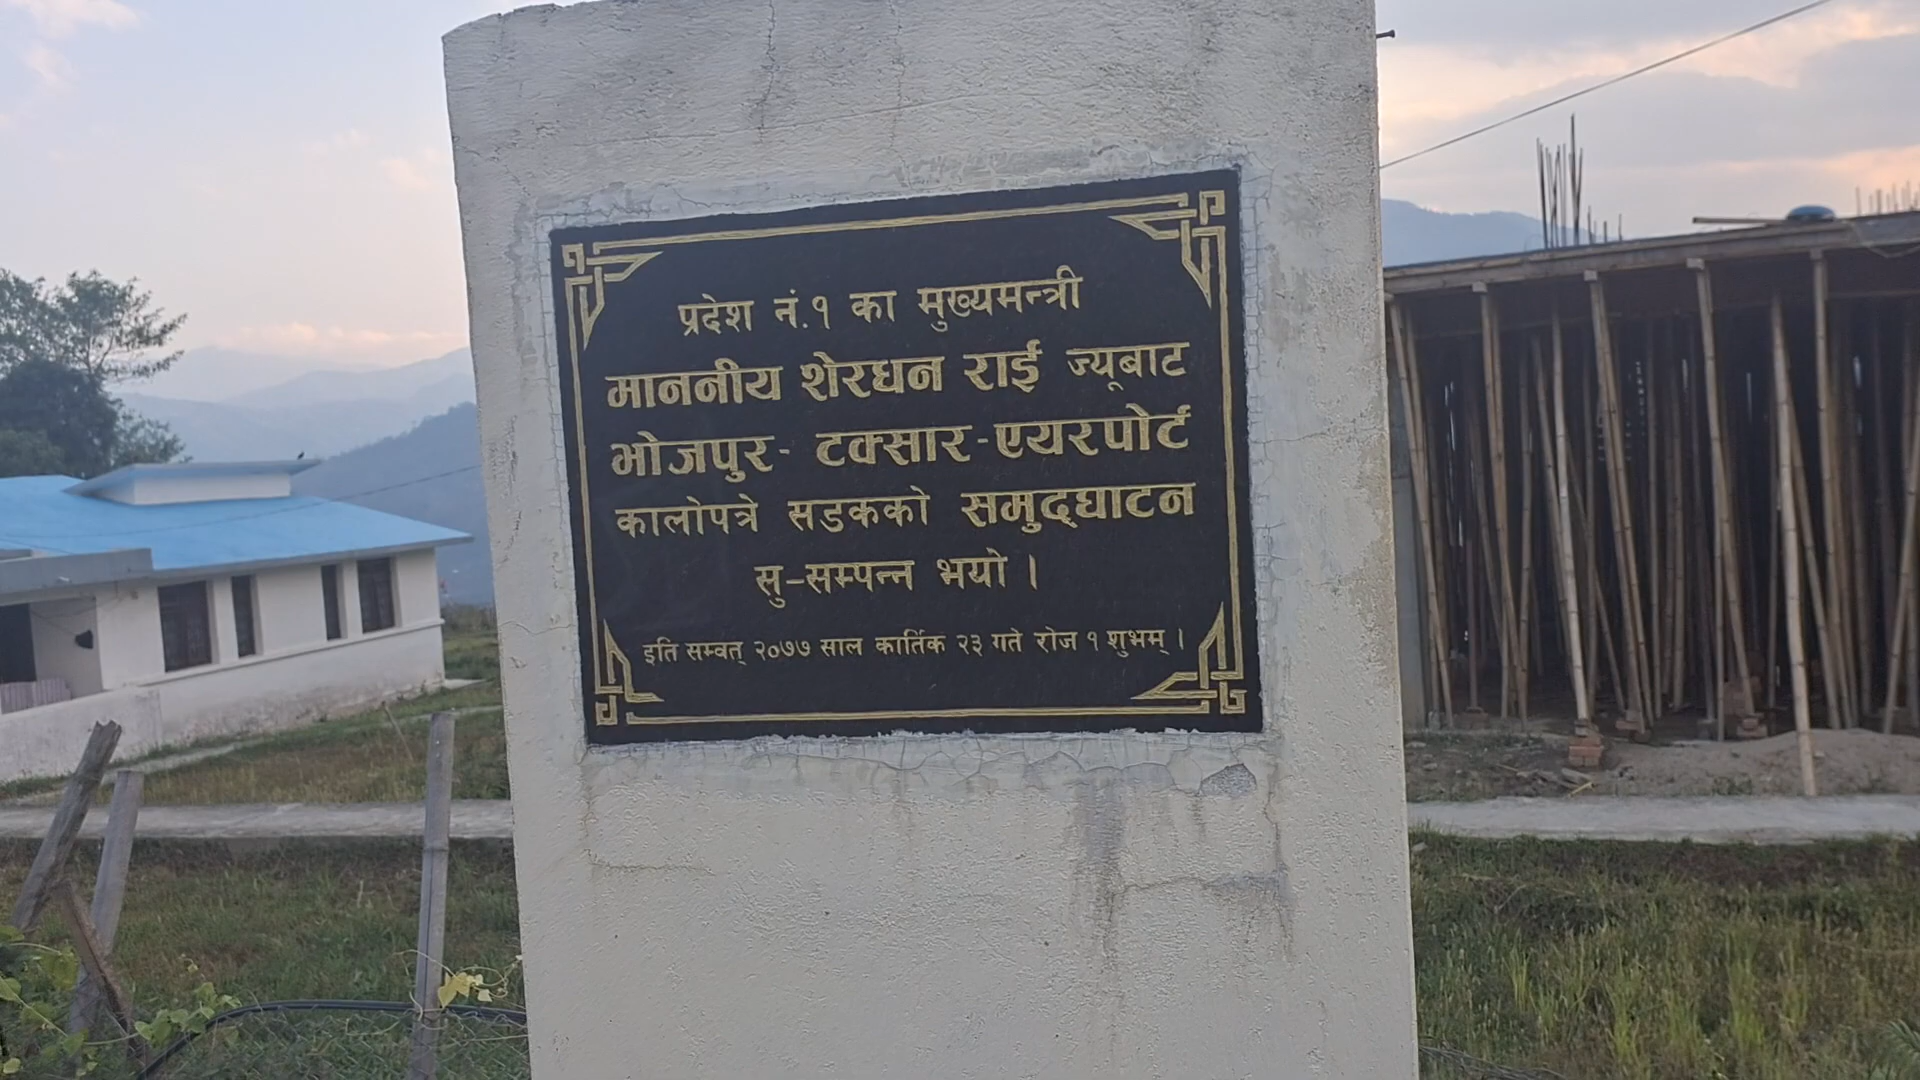 प्रदेश नं.१ का मुख्यमन्त्री
माननीय शेरधन राई ज्यूबाट
भोजपुर- टक्सार-एयरपोर्ट
कालोपत्रे सडकको समुद्घाटन
सु-सम्पन्न भयो ।
इति सम्वत् २०७७ साल कार्तिक २३ गते रोज १ शुभम् ।